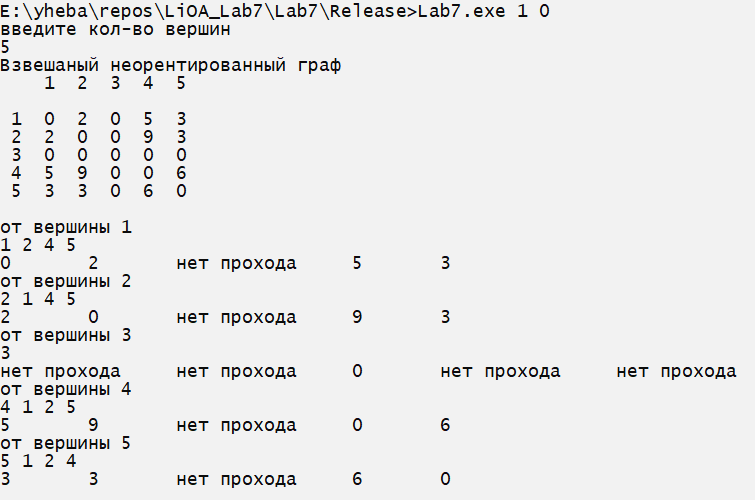 E:\yheba\repos\LiOA_Lab7\Lab7\Release>Lab7.exe 1 0
введите кол-во вершин
5
Взвешаный неорентированный граф
1 2 3 4 5
1 0 2 0 5 3
2 2 0 0 9 3
3 0 0 0 0 0
4 5 9 0 0 6
5 3 3 0 6 0
от вершины 1
1 2 4 5
0 2 нет прохода 5 3
от вершины 2
2 1 4 5
2 0 нет прохода 9 3
от вершины 3
3
нет прохода нет прохода 0 нет прохода нет прохода
от вершины 4
4 1 2 5
5 9 нет прохода 0 6
от вершины 5
5 1 2 4
3 3 нет прохода 6 0